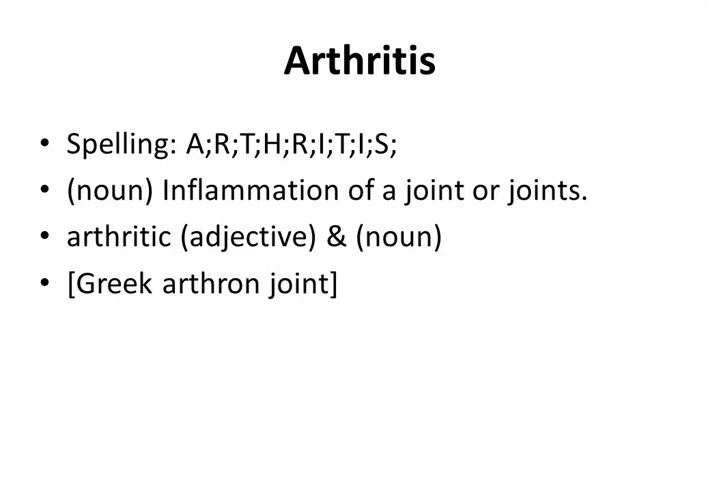 Arthritis
• Spelling: A;R;T;H;R;I;T;I;S;
• (noun) Inflammation of a joint or joints.
• arthritic (adjective) & (noun)
• [Greek arthron joint]